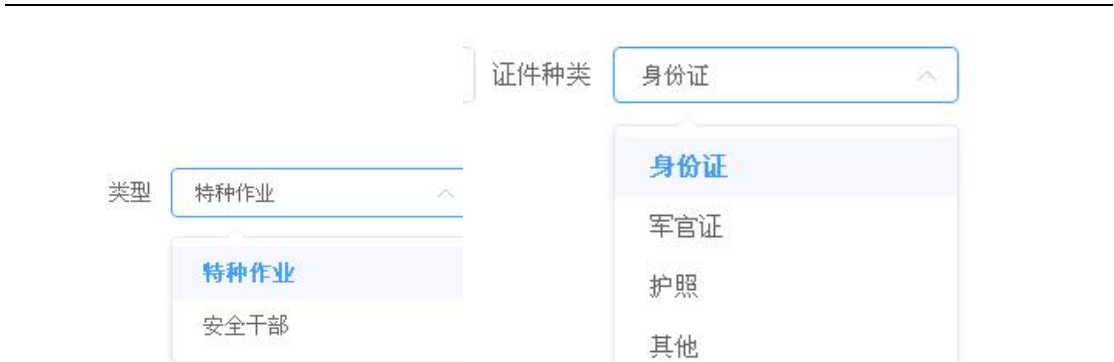 证件种类 身份证
身份证
军官证
护照
其他
类型 特种作业
特种作业
安全干部